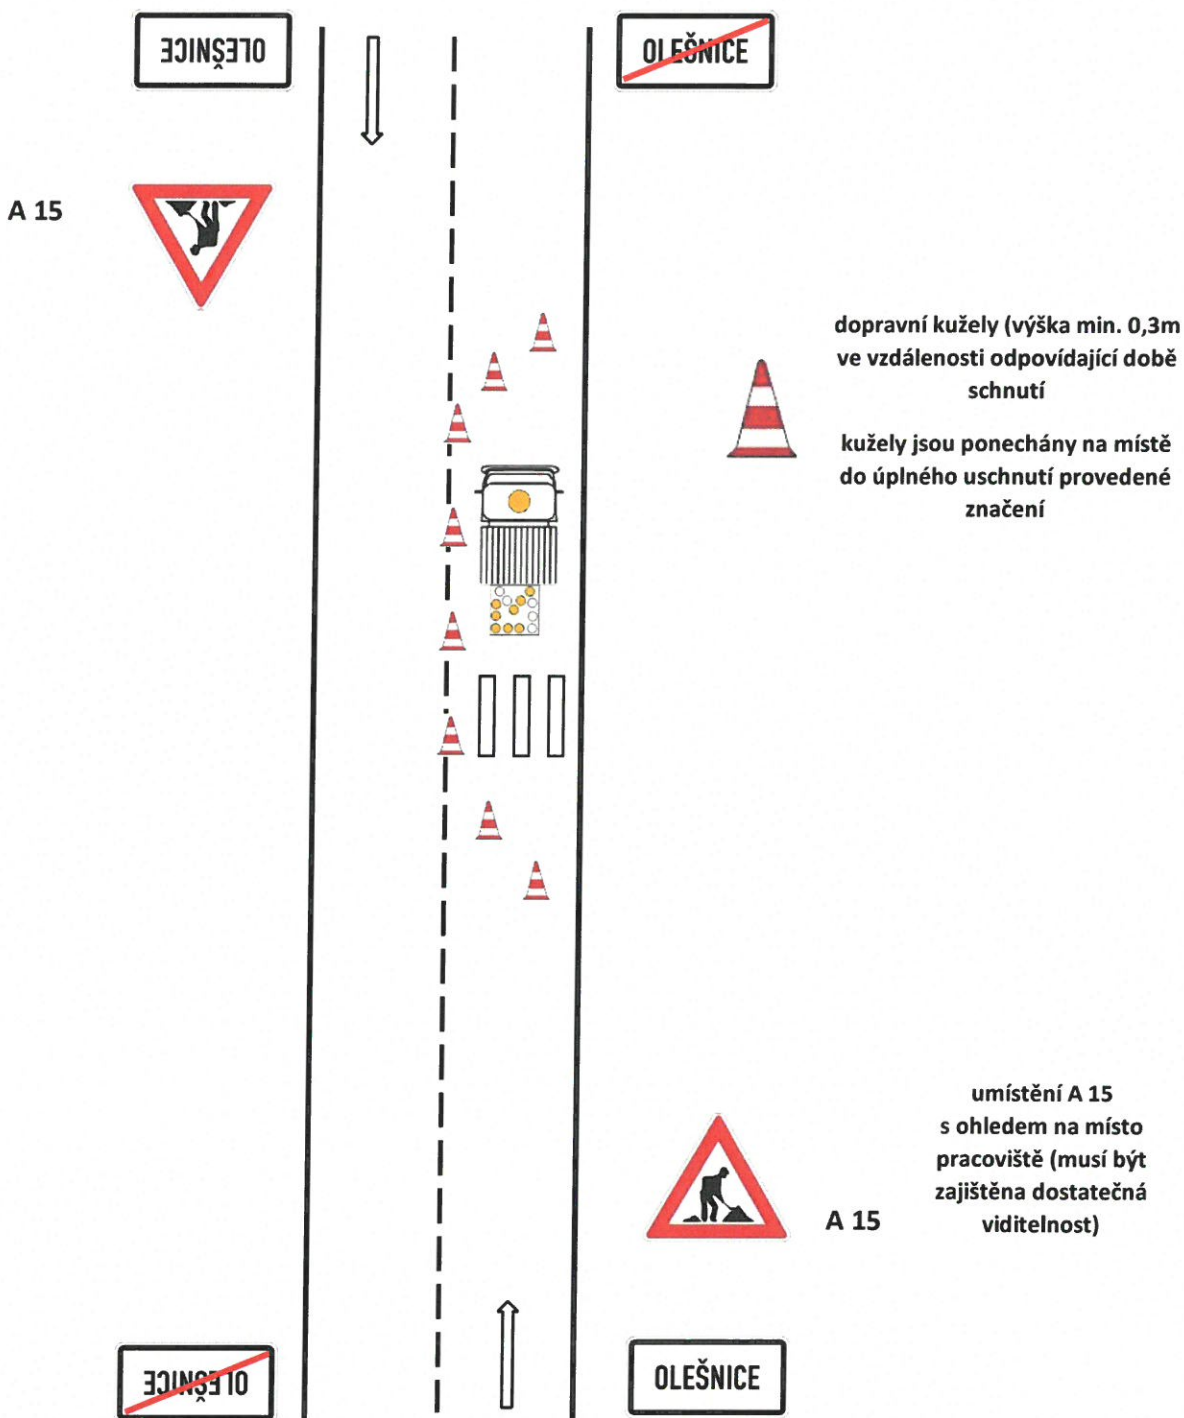 OLEŠNICE
OLEŠNICE
A 15
dopravní kužely (výška min. 0,3m
ve vzdálenosti odpovídající době
schnutí
kužely jsou ponechány na místě
do úplného uschnutí provedené
značení
umístění A 15
s ohledem na místo
pracoviště (musí být
zajištěna dostatečná
viditelnost)
A 15
OLEŠNICE
OLEŠNICE